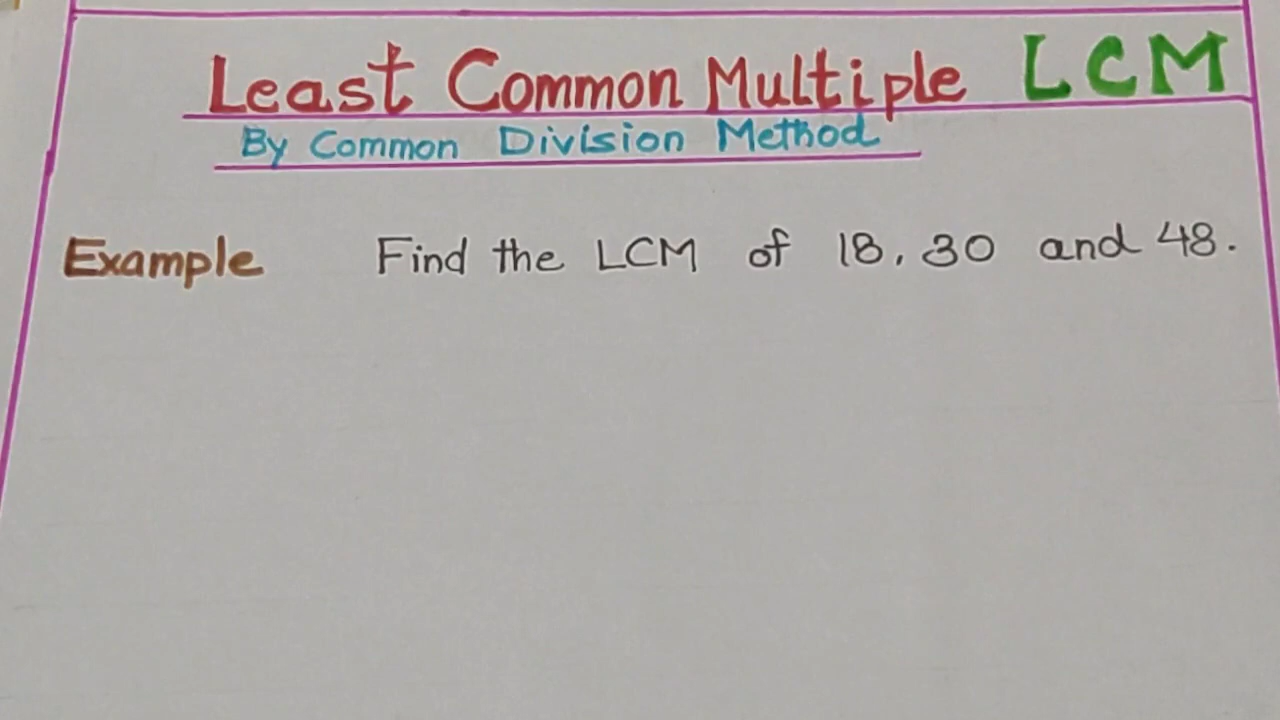 Least Common Multiple LCM
By Common Division Method
Example Find the LCM of 18, 30 and 48.